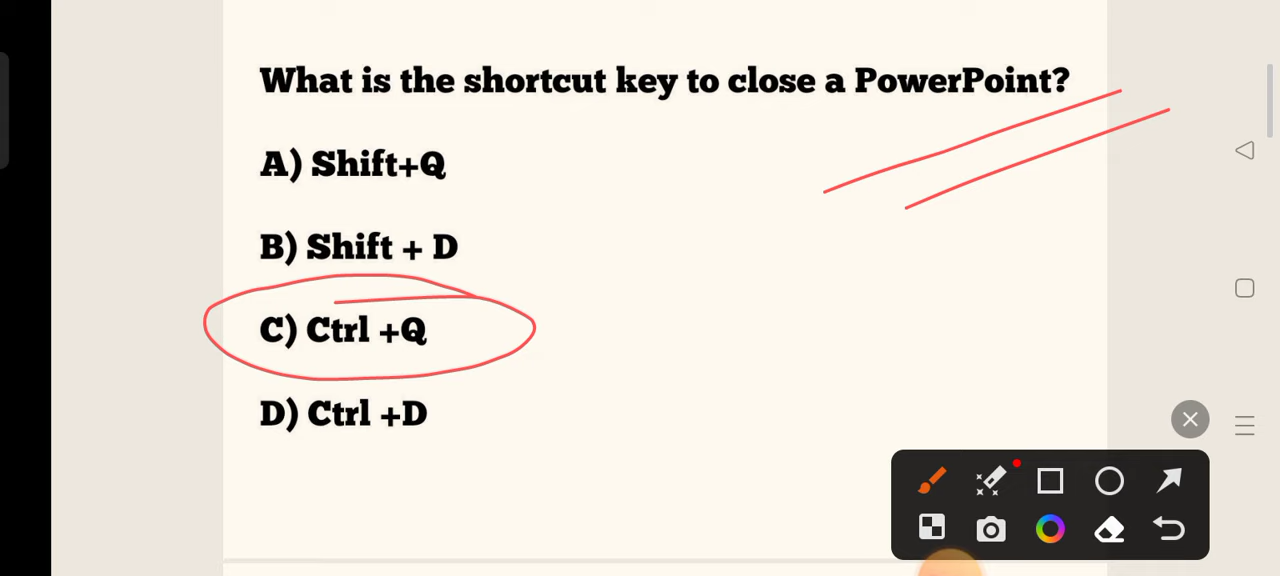 What is the shortcut key to close a PowerPoint?
A) Shift+Q
B) Shift + D
C) Ctrl +Q
D) Ctrl +D